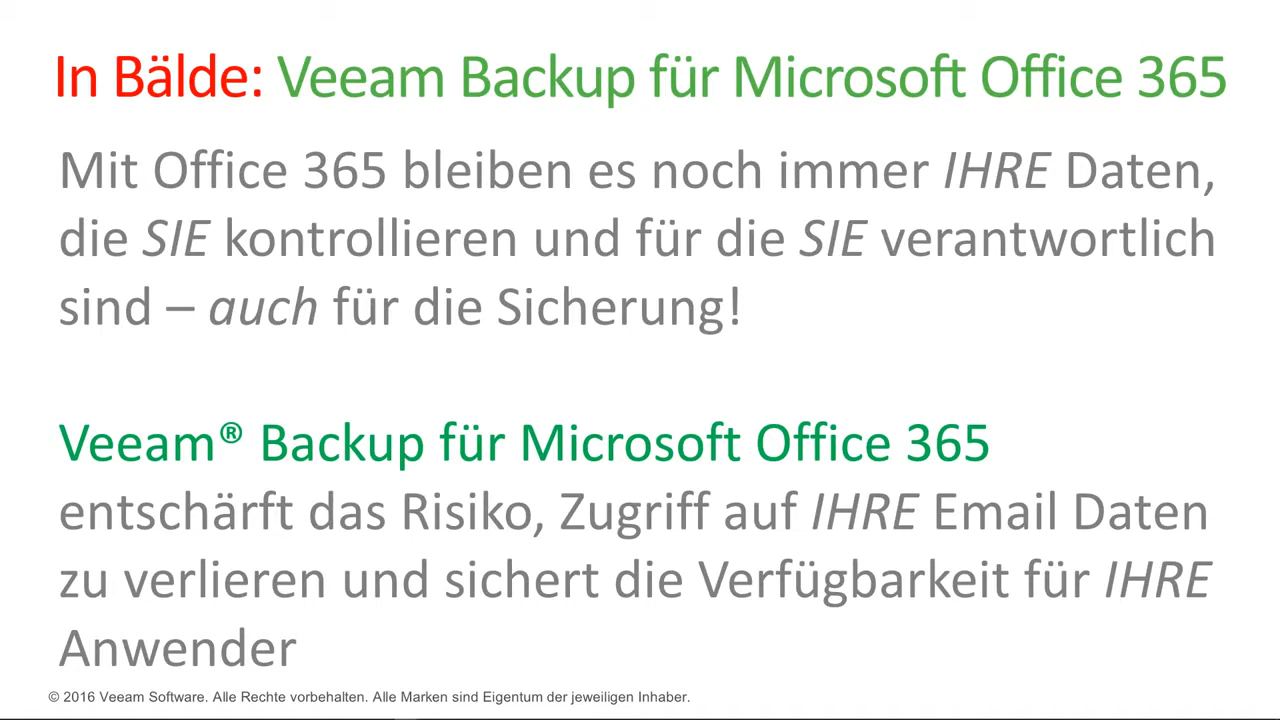 In Bälde: Veeam Backup für Microsoft Office 365
Mit Office 365 bleiben es noch immer IHRE Daten,
die SIE kontrollieren und für die SIE verantwortlich
sind – auch für die Sicherung!
Veeam® Backup für Microsoft Office 365
entschärft das Risiko, Zugriff auf IHRE Email Daten
zu verlieren und sichert die Verfügbarkeit für IHRE
Anwender
© 2016 Veeam Software. Alle Rechte vorbehalten. Alle Marken sind Eigentum der jeweiligen Inhaber.